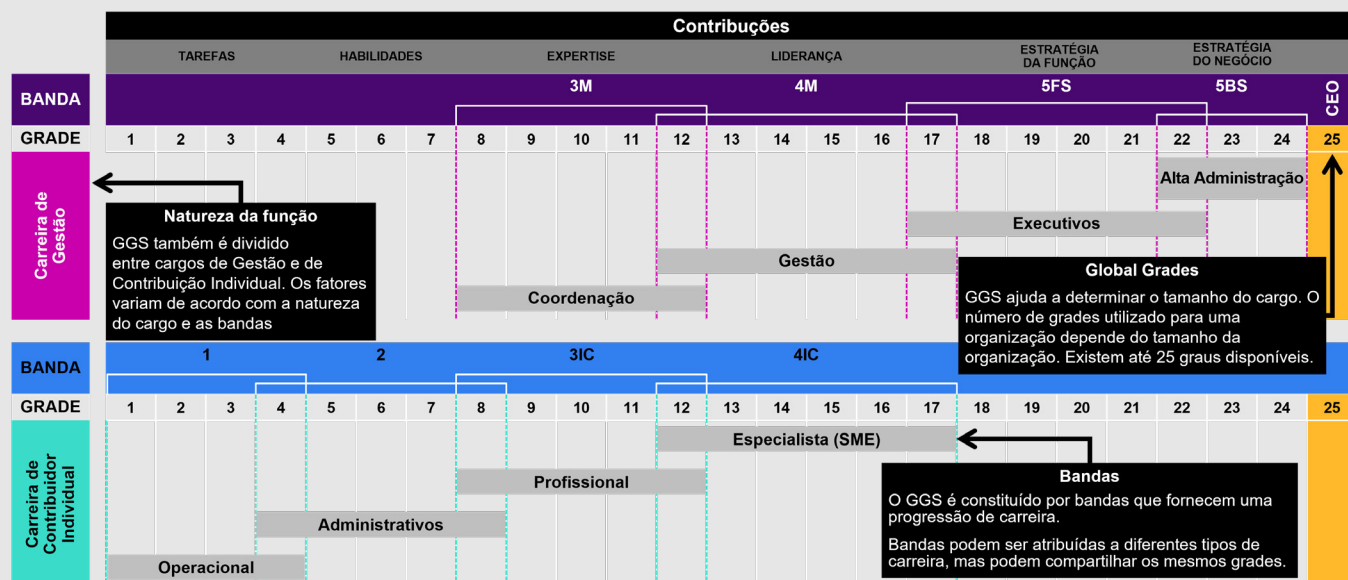 Contribuções
TAREFAS HABILIDADES EXPERTISE LIDERANÇA ESTRATÉGIA DA FUNÇÃO ESTRATÉGIA DO NEGÓCIO
BANDA 3M 4M 5FS 5BS CEO
GRADE 1 2 3 4 5 6 7 8 9 10 11 12 13 14 15 16 17 18 19 20 21 22 23 24 25
Carreira de
Gestão
Alta Administração
Executivos
Gestão
Coordenação
Natureza da função
GGS também é dividido
entre cargos de Gestão e de
Contribuição Individual. Os fatores
variam de acordo com a natureza
do cargo e as bandas
Global Grades
GGS ajuda a determinar o tamanho do cargo. O
número de grades utilizado para uma
organização depende do tamanho da
organização. Existem até 25 graus disponíveis.
BANDA 1 2 3IC 4IC
GRADE 1 2 3 4 5 6 7 8 9 10 11 12 13 14 15 16 17 18 19 20 21 22 23 24 25
Carreira de
Contribuidor
Individual
Especialista (SME)
Profissional
Administrativos
Operacional
Bandas
O GGS é constituído por bandas que fornecem uma
progressão de carreira.
Bandas podem ser atribuídas a diferentes tipos de
carreira, mas podem compartilhar os mesmos grades.